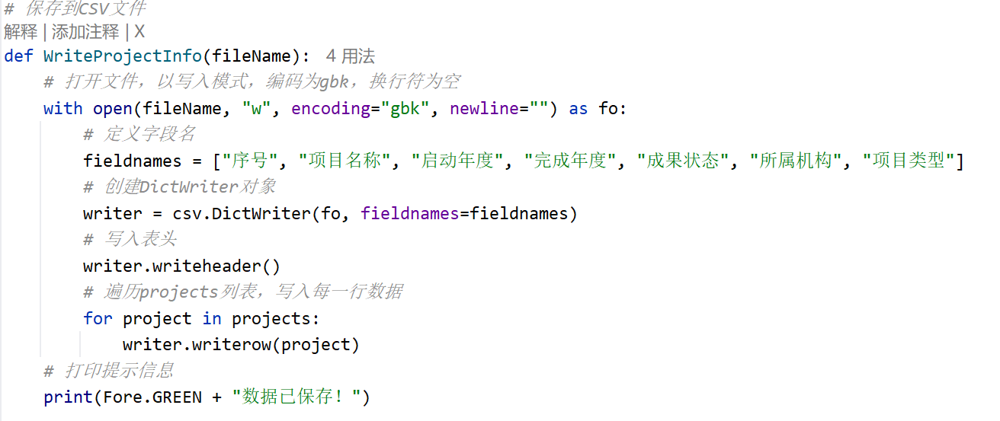 # 保存到CSV文件
解释 | 添加注释 | X
def WriteProjectInfo(fileName):  4 用法
    # 打开文件，以写入模式，编码为gbk，换行符为空
    with open(fileName, "w", encoding="gbk", newline="") as fo:
        # 定义字段名
        fieldnames = ["序号", "项目名称", "启动年度", "完成年度", "成果状态", "所属机构", "项目类型"]
        # 创建DictWriter对象
        writer = csv.DictWriter(fo, fieldnames=fieldnames)
        # 写入表头
        writer.writeheader()
        # 遍历projects列表，写入每一行数据
        for project in projects:
            writer.writerow(project)
    # 打印提示信息
    print(Fore.GREEN + "数据已保存！")